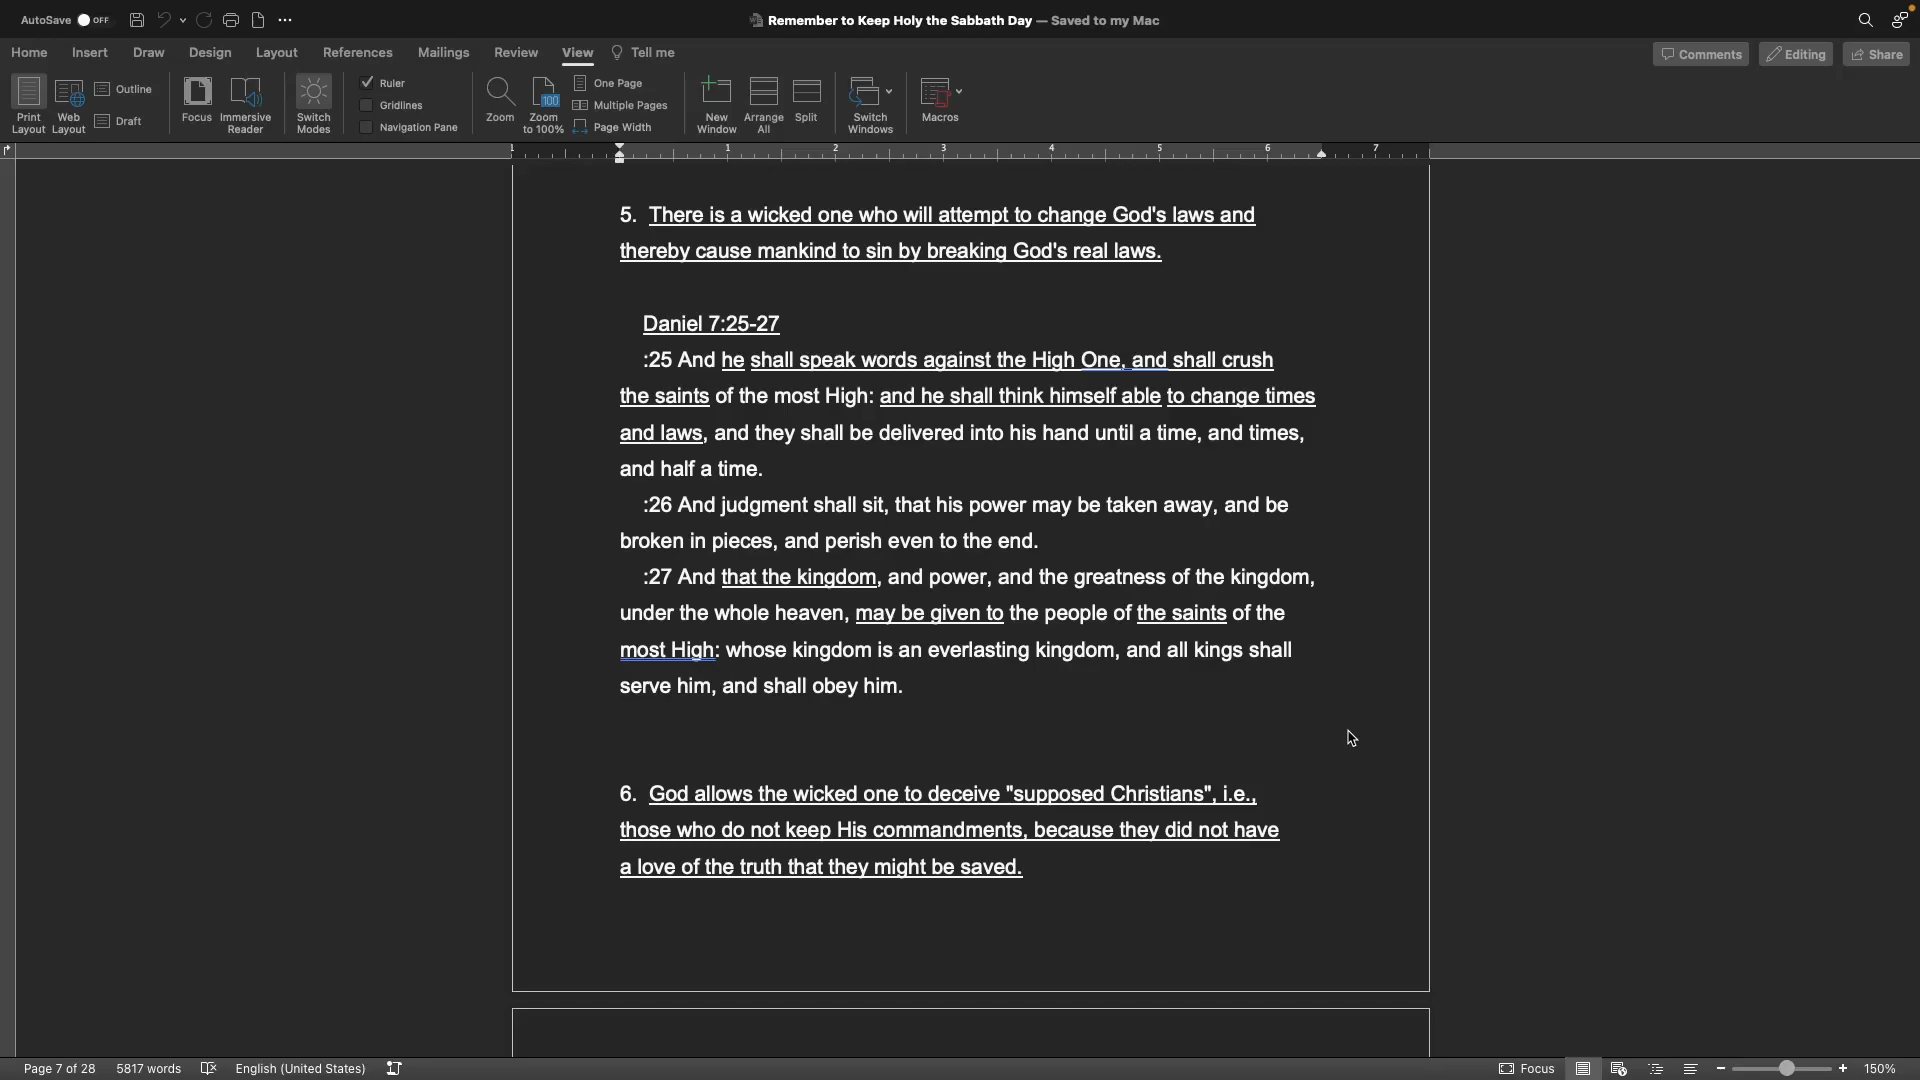 AutoSave OFF
Remember to Keep Holy the Sabbath Day — Saved to my Mac
Home Insert Draw Design Layout References Mailings Review View Tell me
Comments Editing Share
Print Layout
Web Layout
Outline
Draft
Focus
Immersive Reader
Switch Modes
Ruler
Gridlines
Navigation Pane
Zoom
Zoom to 100%
100
One Page
Multiple Pages
Page Width
New Window
Arrange All
Split
Switch Windows
Macros
1 1 2 3 4 5 6 7
5. There is a wicked one who will attempt to change God's laws and
thereby cause mankind to sin by breaking God's real laws.
Daniel 7:25-27
:25 And he shall speak words against the High One, and shall crush
the saints of the most High: and he shall think himself able to change times
and laws, and they shall be delivered into his hand until a time, and times,
and half a time.
:26 And judgment shall sit, that his power may be taken away, and be
broken in pieces, and perish even to the end.
:27 And that the kingdom, and power, and the greatness of the kingdom,
under the whole heaven, may be given to the people of the saints of the
most High: whose kingdom is an everlasting kingdom, and all kings shall
serve him, and shall obey him.
6. God allows the wicked one to deceive "supposed Christians", i.e.,
those who do not keep His commandments, because they did not have
a love of the truth that they might be saved.
Page 7 of 28 5817 words English (United States) Focus 150%